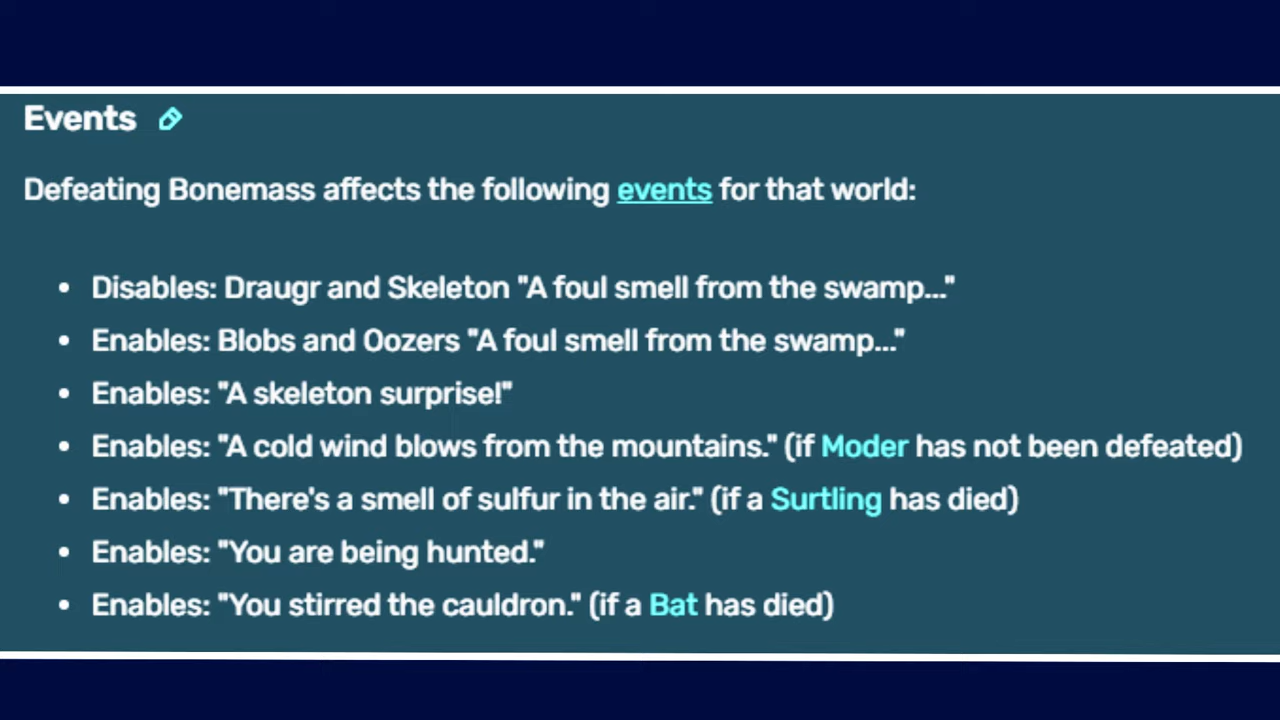 Events
Defeating Bonemass affects the following events for that world:
• Disables: Draugr and Skeleton "A foul smell from the swamp..."
• Enables: Blobs and Oozers "A foul smell from the swamp..."
• Enables: "A skeleton surprise!"
• Enables: "A cold wind blows from the mountains." (if Moder has not been defeated)
• Enables: "There's a smell of sulfur in the air." (if a Surtling has died)
• Enables: "You are being hunted."
• Enables: "You stirred the cauldron." (if a Bat has died)